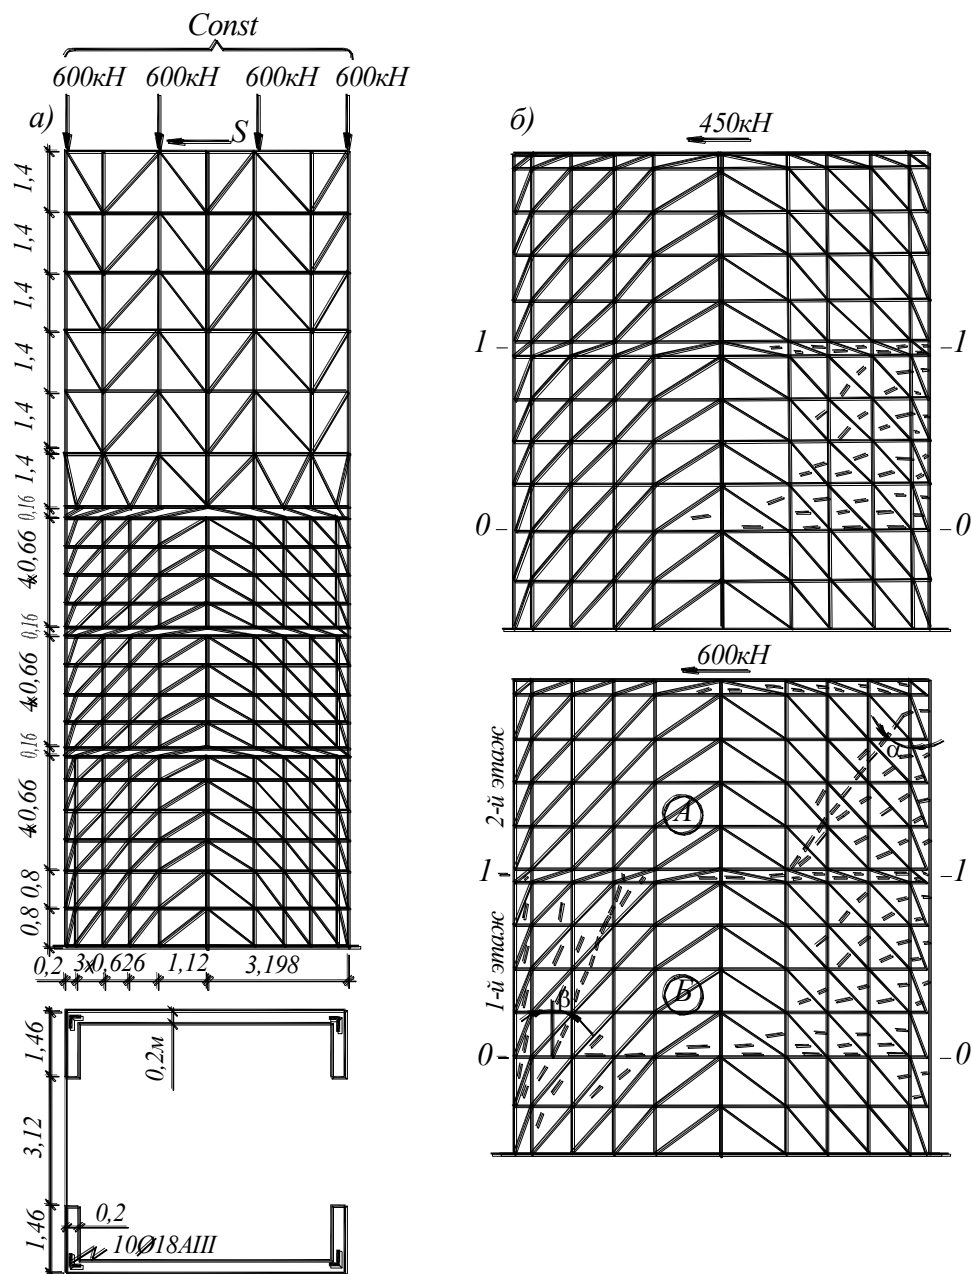 Const
600кН 600кН 600кН 600кН
а)
S
1,4
1,4
1,4
1,4
1,4
1,4
0,16
4х0,66
0,16
4х0,66
0,16
4х0,66
0,8
0,8
0,2 3х0,626 1,12 3,198
1,46
3,12
1,46
0,2м
0,2
10Ø18АIII
б)
450кН
1 1
0 0
600кН
2-й этаж
1-й этаж
α
А
1 1
Б
β
0 0